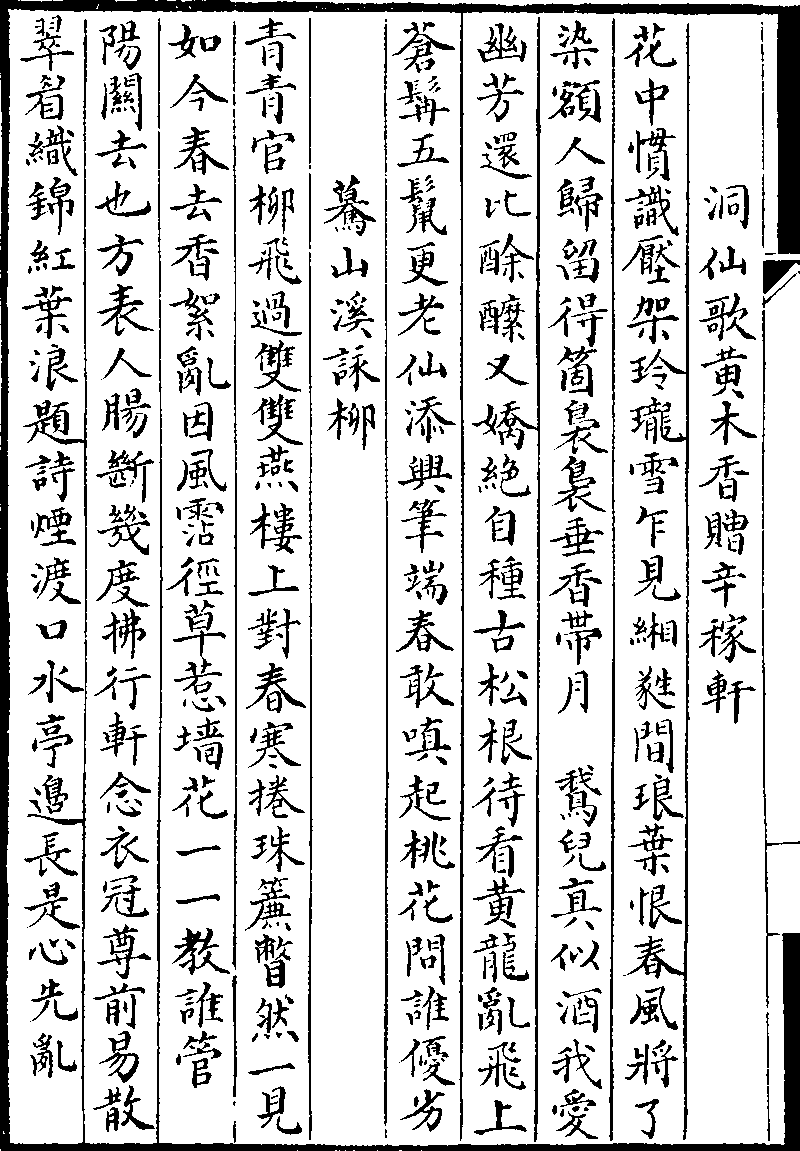 洞仙歌黄木香贈辛稼軒
花中慣識壓架玲瓏雪乍見緗蕤間琅葉恨春風將了
染額人歸留得箇裊裊垂香帶月　鵞兒真似酒我愛
幽芳還比酴醾又嬌絶自種古松根待看黄龍亂飛上
蒼髯五鬛更老仙添興筆端春敢嗔起桃花問誰優劣
驀山溪詠柳
青青官柳飛過雙雙燕樓上對春寒捲珠簾瞥然一見
如今春去香絮亂因風霑徑草惹墻花一一教誰管
陽關去也方表人腸斷幾度拂行軒念衣冠尊前易散
翠眉織錦紅葉浪題詩煙渡口水亭邊長是心先亂